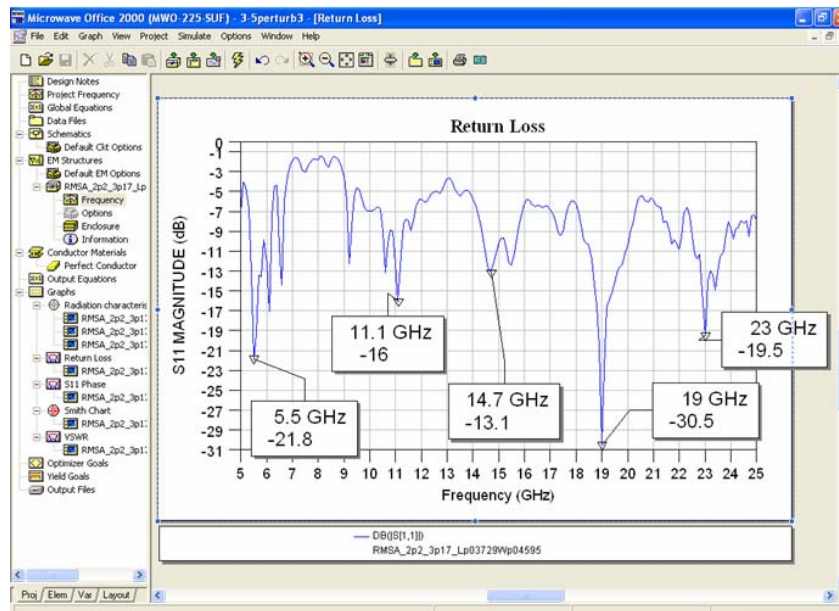 Microwave Office 2000 (MWO-225-SUF) - 3-5perturb3 - [Return Loss]
File Edit Graph View Project Simulate Options Window Help
Design Notes
Project Frequency
Global Equations
Data Files
Schematics
Default Ckt Options
EM Structures
Default EM Options
RMSA_2p2_3p17_Lp
Frequency
Options
Enclosure
Information
Conductor Materials
Perfect Conductor
Output Equations
Graphs
Radiation characteris
RMSA_2p2_3p1
RMSA_2p2_3p1
RMSA_2p2_3p1
Return Loss
RMSA_2p2_3p1
S11 Phase
RMSA_2p2_3p1
Smith Chart
RMSA_2p2_3p1
VSWR
RMSA_2p2_3p1
Optimizer Goals
Yield Goals
Output Files
Proj Elem Var Layout
Return Loss
S11 MAGNITUDE (dB)
0
-1
-3
-5
-7
-9
-11
-13
-15
-17
-19
-21
-23
-25
-27
-29
-31
11.1 GHz
-16
23 GHz
-19.5
5.5 GHz
-21.8
14.7 GHz
-13.1
19 GHz
-30.5
5 6 7 8 9 10 11 12 13 14 15 16 17 18 19 20 21 22 23 24 25
Frequency (GHz)
DB(|S[1,1]|)
RMSA_2p2_3p17_Lp03729Wp04595